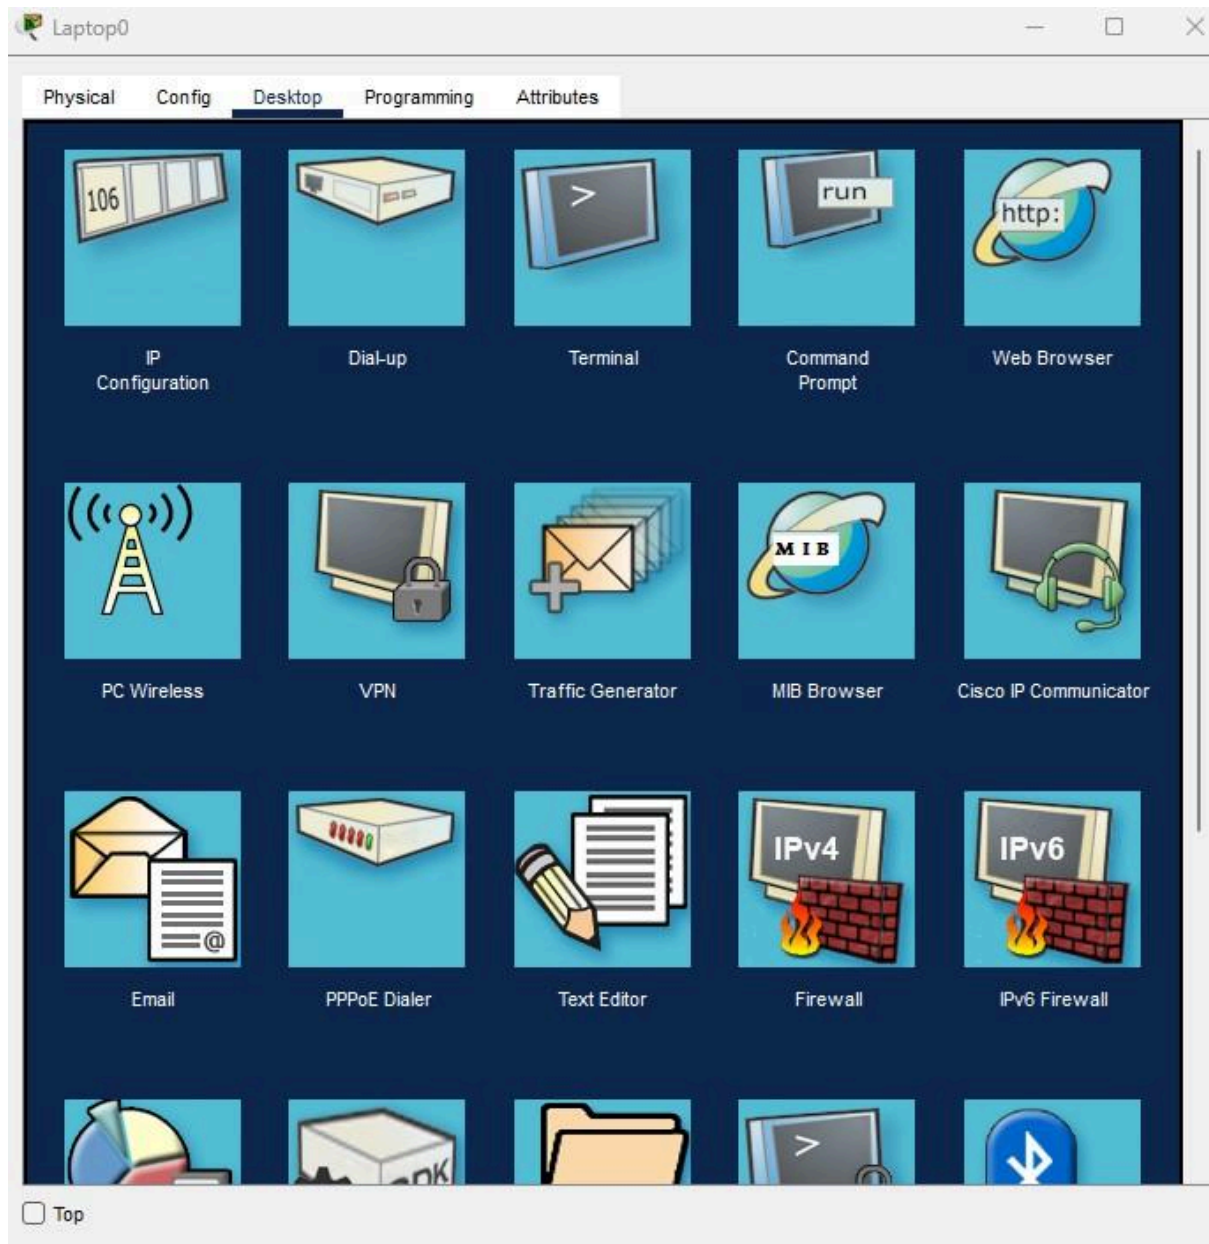 Laptop0
Physical Config Desktop Programming Attributes
106
>
run
http:
IP
Configuration
Dial-up
Terminal
Command
Prompt
Web Browser
MIB
PC Wireless
VPN
Traffic Generator
MIB Browser
Cisco IP Communicator
@
IPv4
IPv6
Email
PPPoE Dialer
Text Editor
Firewall
IPv6 Firewall
>
Top